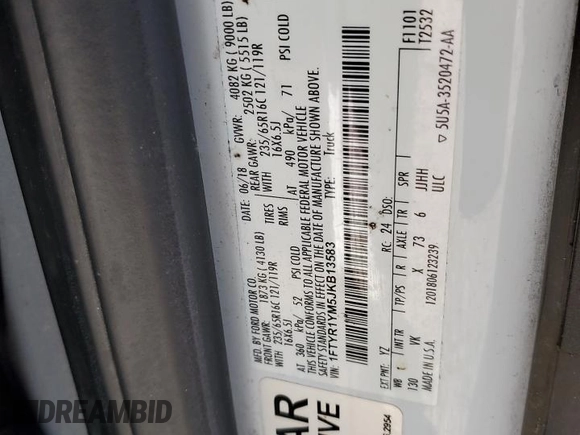 MFD. BY FORD MOTOR CO.
DATE: 06/18 GVWR: 4082 KG ( 9000 LB)
FRONT GAWR: 1873 KG ( 4130 LB) REAR GAWR: 2502 KG ( 5515 LB)
WITH 235/65R16C 121/119R TIRES WITH 235/65R16C 121/119R
16X6.5J RIMS 16X6.5J
AT 360 kPa/ 52 PSI COLD AT 490 kPa/ 71 PSI COLD
THIS VEHICLE CONFORMS TO ALL APPLICABLE FEDERAL MOTOR VEHICLE
SAFETY STANDARDS IN EFFECT ON THE DATE OF MANUFACTURE SHOWN ABOVE.
VIN: 1FTYR1YM5JKB13583 TYPE: Truck
F1101
T2532
EXT PNT: YZ RC: 24 DSO:
WB INT TR TP/PS R AXLE TR SPR
130 VK X 73 6 JJHH
ULC
MADE IN U.S.A. 1201806123239
5U5A-3520472-AA
AR
IVE
.2954
DREAMBID